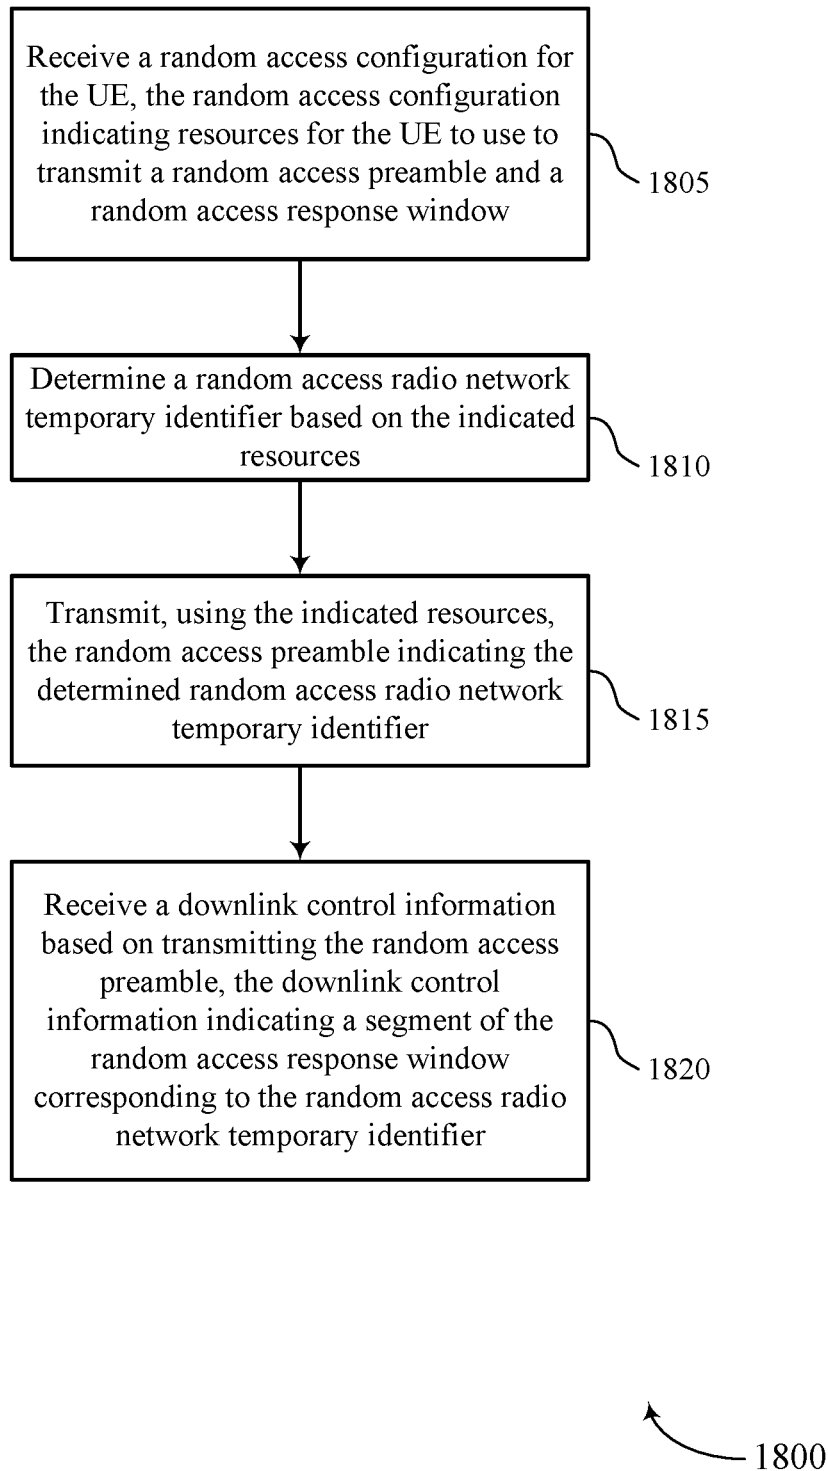 Receive a random access configuration for
the UE, the random access configuration
indicating resources for the UE to use to
transmit a random access preamble and a
random access response window
1805
Determine a random access radio network
temporary identifier based on the indicated
resources
1810
Transmit, using the indicated resources,
the random access preamble indicating the
determined random access radio network
temporary identifier
1815
Receive a downlink control information
based on transmitting the random access
preamble, the downlink control
information indicating a segment of the
random access response window
corresponding to the random access radio
network temporary identifier
1820
1800